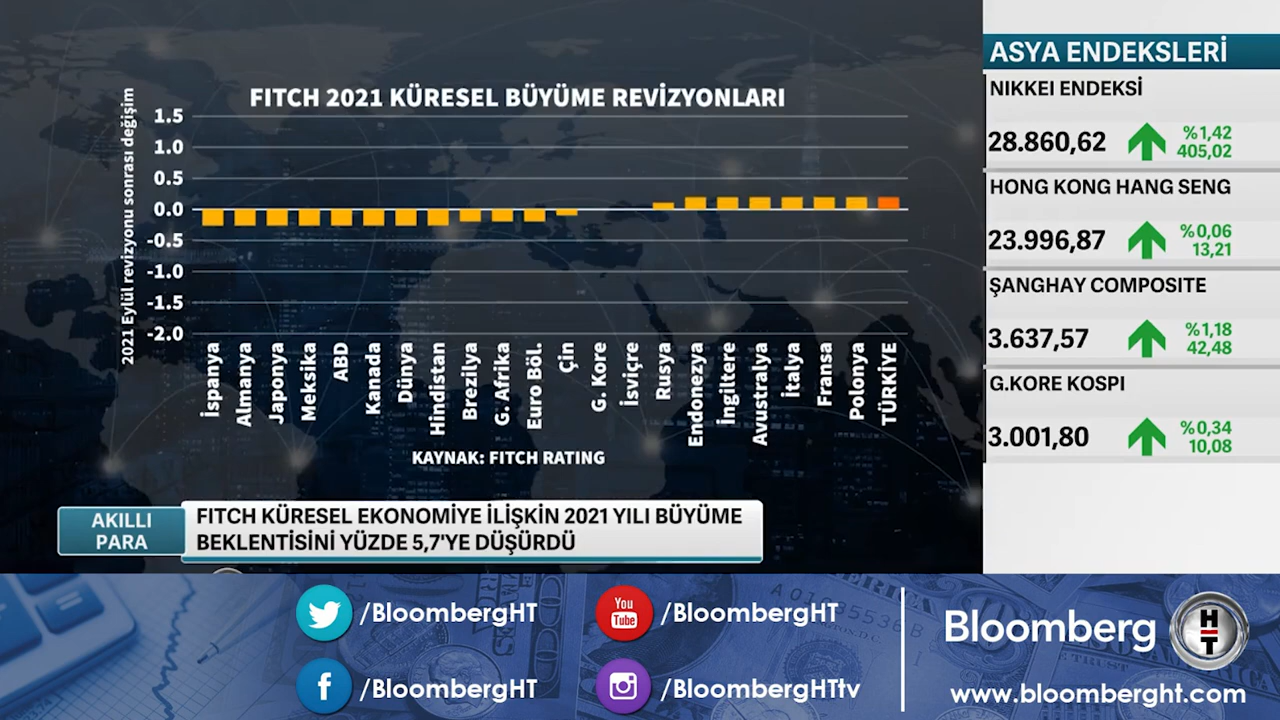 FITCH 2021 KÜRESEL BÜYÜME REVİZYONLARI
2021 Eylül revizyonu sonrası değişim
1.5
1.0
0.5
0.0
-0.5
-1.0
-1.5
-2.0
İspanya
Almanya
Japonya
Meksika
ABD
Kanada
Dünya
Hindistan
Brezilya
G. Afrika
Euro Böl.
Çin
G. Kore
İsviçre
Rusya
Endonezya
İngiltere
Avustralya
İtalya
Fransa
Polonya
TÜRKİYE
KAYNAK: FITCH RATING
AKILLI
PARA
FITCH KÜRESEL EKONOMİYE İLİŞKİN 2021 YILI BÜYÜME
BEKLENTİSİNİ YÜZDE 5,7'YE DÜŞÜRDÜ
ASYA ENDEKSLERİ
NIKKEI ENDEKSİ
28.860,62
%1,42
405,02
HONG KONG HANG SENG
23.996,87
%0,06
13,21
ŞANGHAY COMPOSITE
3.637,57
%1,18
42,48
G.KORE KOSPI
3.001,80
%0,34
10,08
/BloombergHT
You
Tube
/BloombergHT
f
/BloombergHT
/BloombergHTtv
Bloomberg
HT
www.bloomberght.com